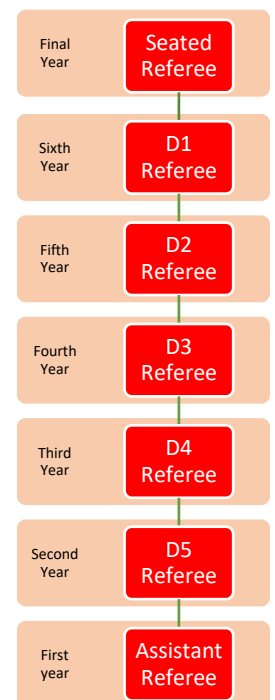 Final
Year
Seated
Referee
Sixth
Year
D1
Referee
Fifth
Year
D2
Referee
Fourth
Year
D3
Referee
Third
Year
D4
Referee
Second
Year
D5
Referee
First
year
Assistant
Referee